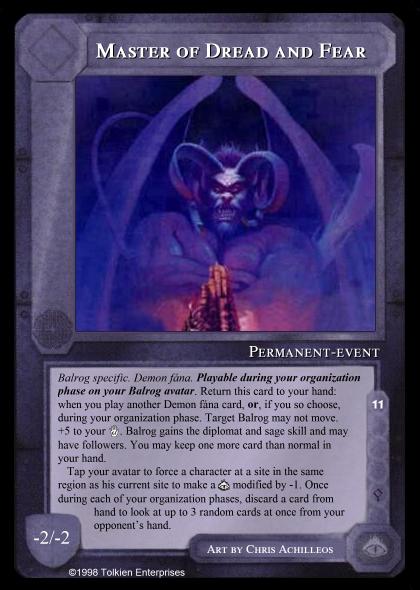 MASTER OF DREAD AND FEAR
PERMANENT-EVENT
Balrog specific. Demon fána. Playable during your organization
phase on your Balrog avatar. Return this card to your hand:
when you play another Demon fána card, or, if you so choose,
during your organization phase. Target Balrog may not move.
+5 to your . Balrog gains the diplomat and sage skill and may
have followers. You may keep one more card than normal in
your hand.
Tap your avatar to force a character at a site in the same
region as his current site to make a modified by -1. Once
during each of your organization phases, discard a card from
hand to look at up to 3 random cards at once from your
opponent's hand.
11
-2/-2
ART BY CHRIS ACHILLEOS
©1998 Tolkien Enterprises